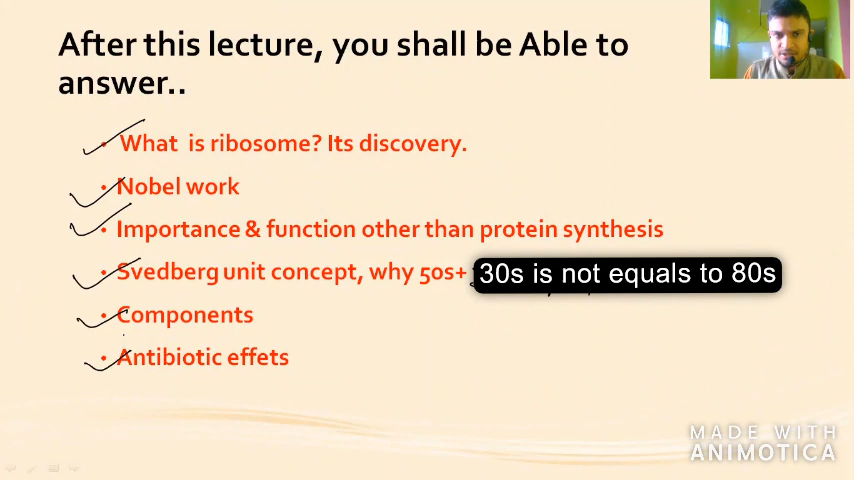 After this lecture, you shall be Able to
answer..
• What is ribosome? Its discovery.
• Nobel work
• Importance & function other than protein synthesis
• Svedberg unit concept, why 50s+ 30s is not equals to 80s
• Components
• Antibiotic effets
MADE WITH
ANIMOTICA